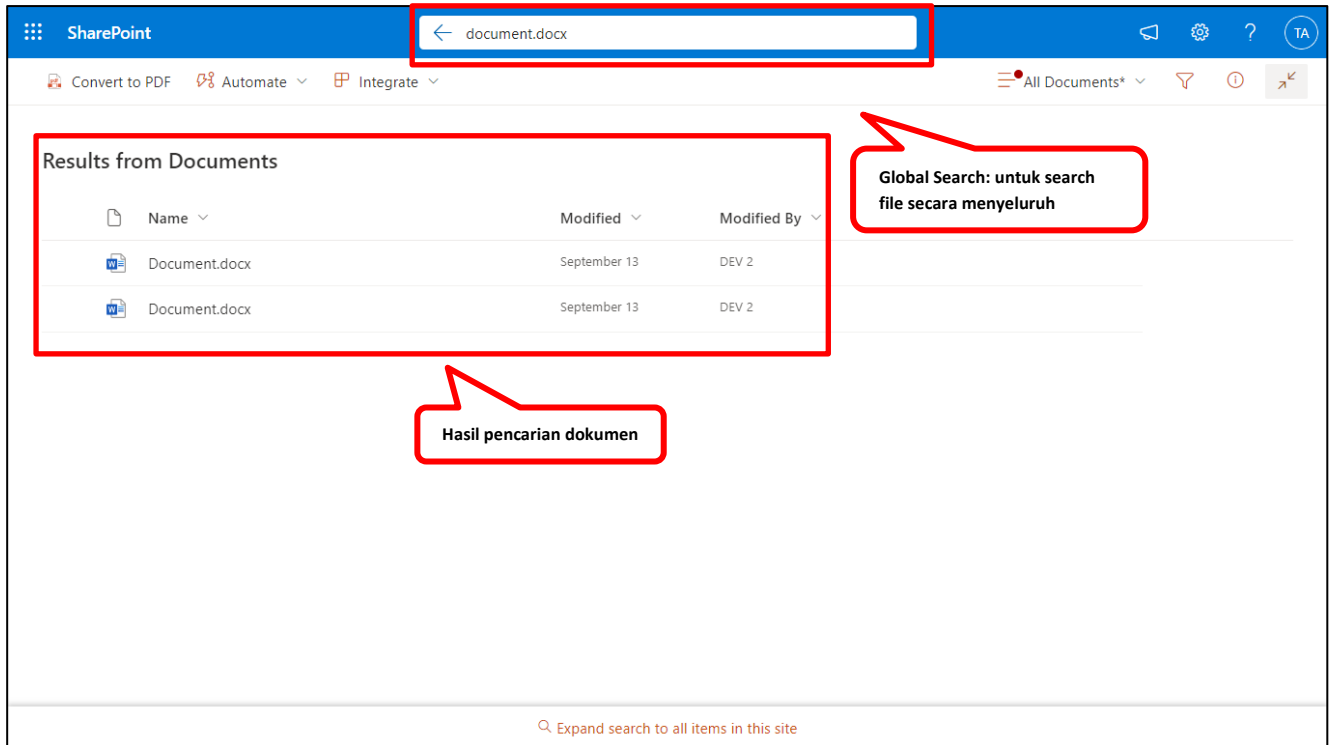 SharePoint
document.docx
?
TA
Convert to PDF
Automate
Integrate
All Documents*
Results from Documents
Global Search: untuk search
file secara menyeluruh
Name
Modified
Modified By
Document.docx
September 13
DEV 2
Document.docx
September 13
DEV 2
Hasil pencarian dokumen
Expand search to all items in this site